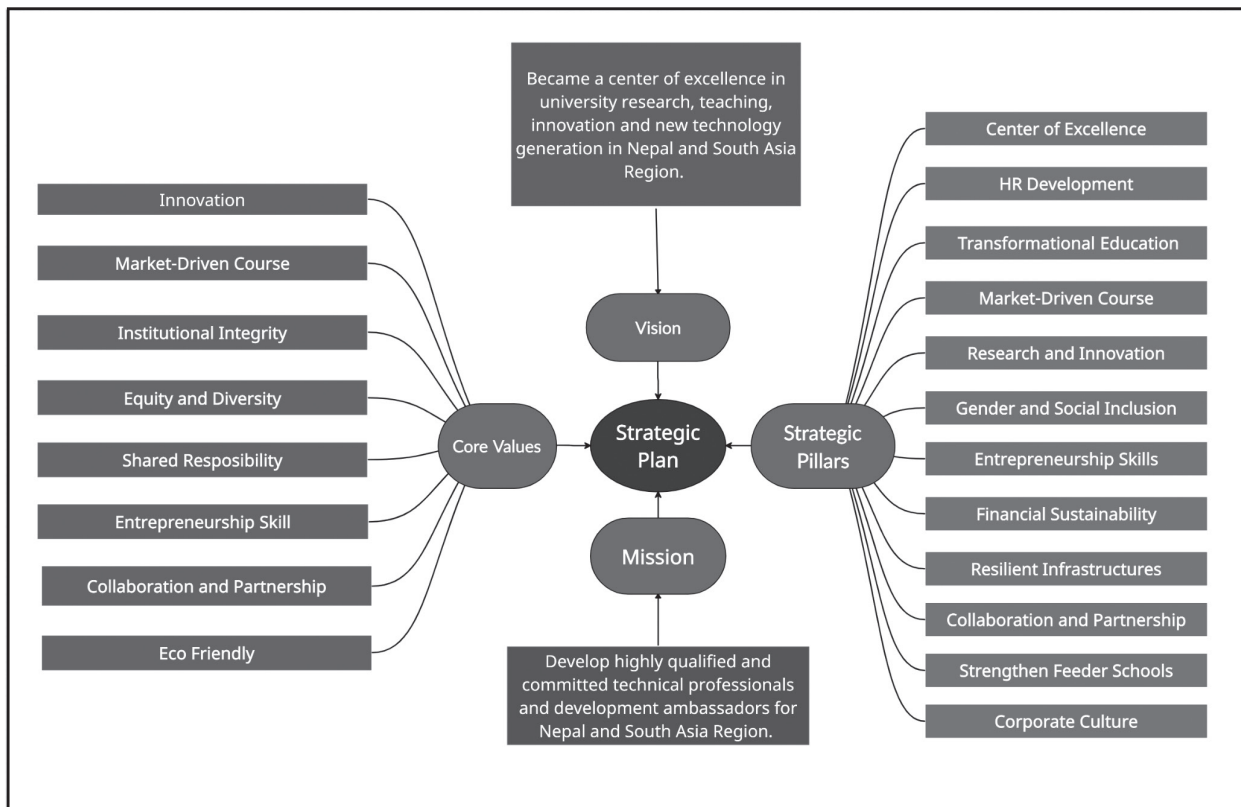 Became a center of excellence in
university research, teaching,
innovation and new technology
generation in Nepal and South Asia
Region.
Innovation
Market-Driven Course
Institutional Integrity
Equity and Diversity
Shared Resposibility
Entrepreneurship Skill
Collaboration and Partnership
Eco Friendly
Core Values
Vision
Strategic
Plan
Mission
Develop highly qualified and
committed technical professionals
and development ambassadors for
Nepal and South Asia Region.
Strategic
Pillars
Center of Excellence
HR Development
Transformational Education
Market-Driven Course
Research and Innovation
Gender and Social Inclusion
Entrepreneurship Skills
Financial Sustainability
Resilient Infrastructures
Collaboration and Partnership
Strengthen Feeder Schools
Corporate Culture